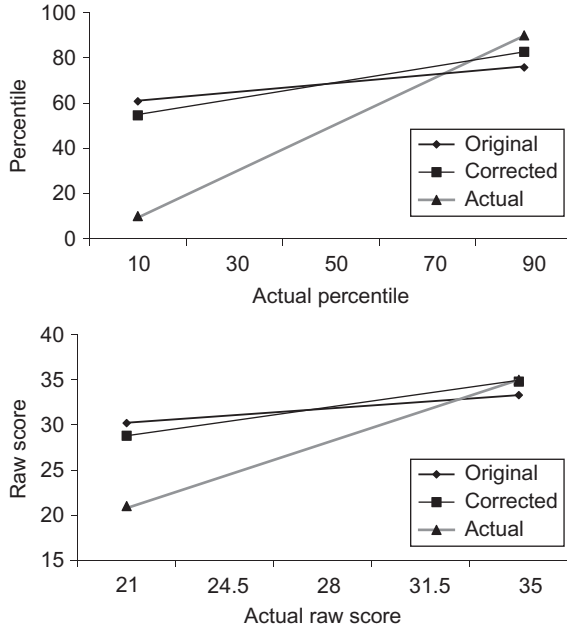 100
80
60
40
20
0
Percentile
Original
Corrected
Actual
10 30 50 70 90
Actual percentile
40
35
30
25
20
15
Raw score
Original
Corrected
Actual
21 24.5 28 31.5 35
Actual raw score